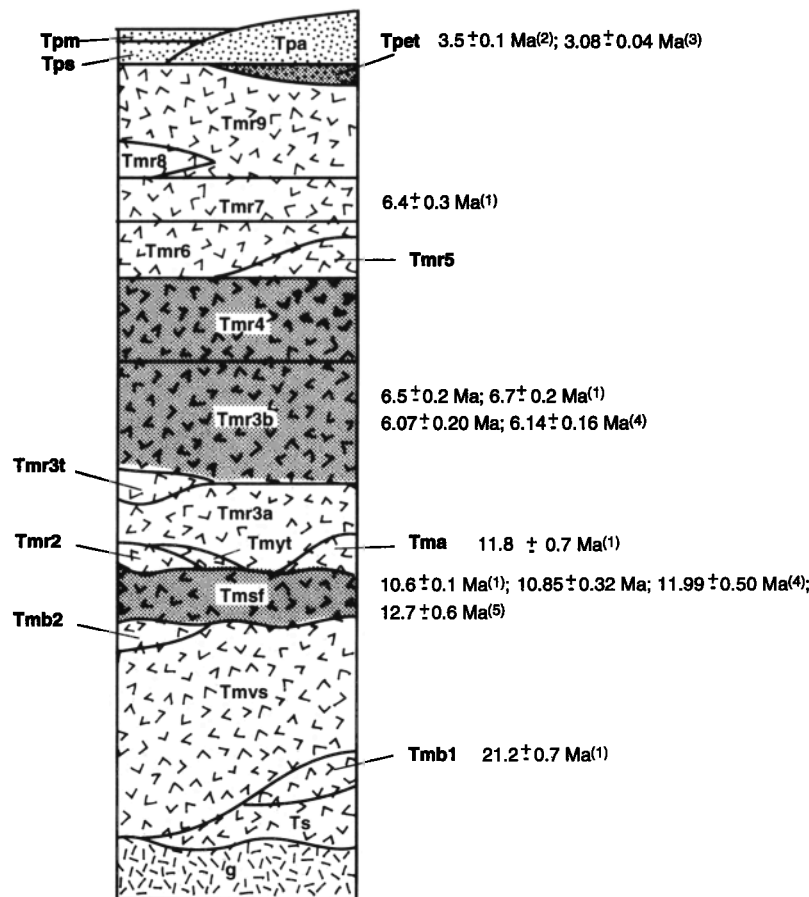 Tpm
Tpa
Tpet 3.5±0.1 Ma(2); 3.08±0.04 Ma(3)
Tps
Tmr9
Tmr8
Tmr7
6.4±0.3 Ma(1)
Tmr6
Tmr5
Tmr4
6.5±0.2 Ma; 6.7±0.2 Ma(1)
Tmr3b
6.07±0.20 Ma; 6.14±0.16 Ma(4)
Tmr3t
Tmr3a
Tmr2
Tmyt
Tma 11.8 ± 0.7 Ma(1)
10.6±0.1 Ma(1); 10.85±0.32 Ma; 11.99±0.50 Ma(4);
Tmsf
12.7±0.6 Ma(5)
Tmb2
Tmvs
Tmb1 21.2±0.7 Ma(1)
Ts
g